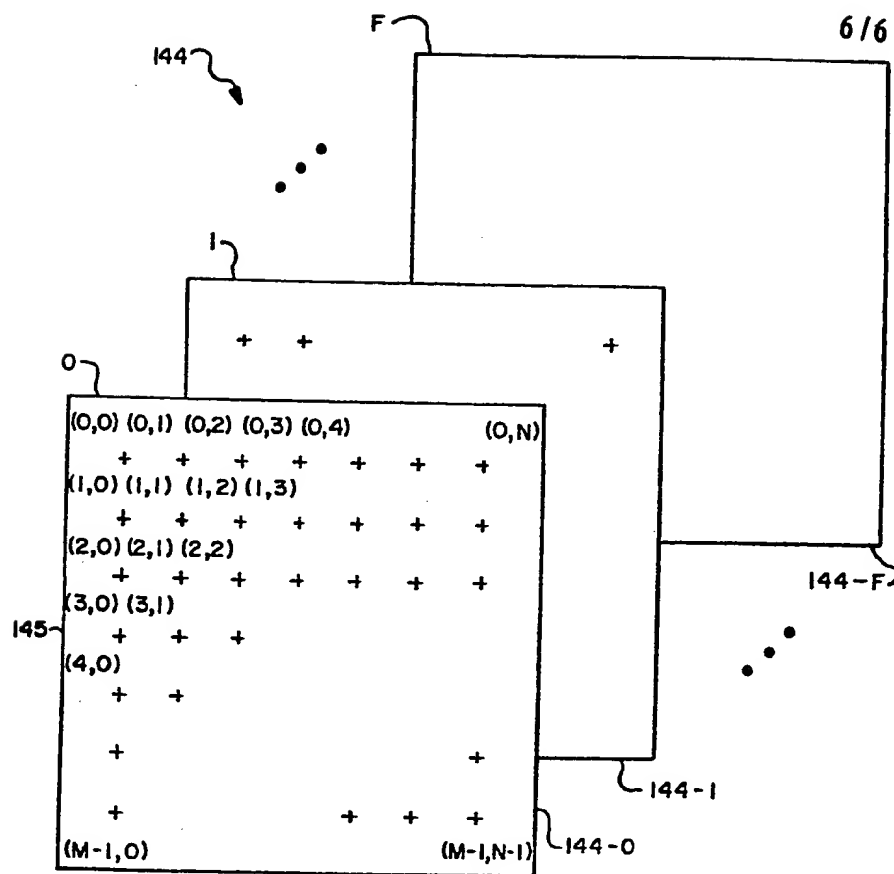 F
6/6
144
1
0
(0,0) (0,1) (0,2) (0,3) (0,4) (0,N)
(1,0) (1,1) (1,2) (1,3)
(2,0) (2,1) (2,2)
144-F
(3,0) (3,1)
145
(4,0)
144-1
144-0
(M-1,0) (M-1,N-1)